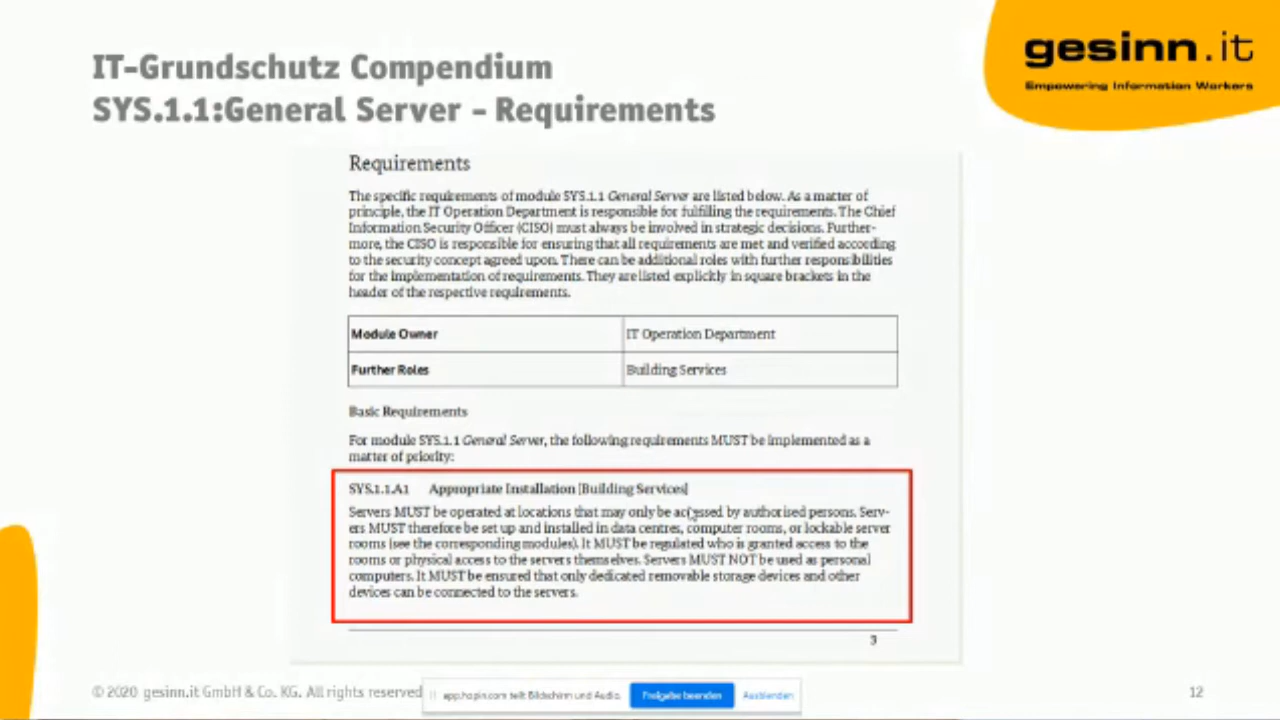 IT-Grundschutz Compendium
SYS.1.1:General Server - Requirements
gesinn.it
Empowering Information Workers
Requirements
The specific requirements of module SYS.1.1 General Server are listed below. As a matter of
principle, the IT Operation Department is responsible for fulfilling the requirements. The Chief
Information Security Officer (CISO) must always be involved in strategic decisions. Further-
more, the CISO is responsible for ensuring that all requirements are met and verified according
to the security concept agreed upon. There can be additional roles with further responsibilities
for the implementation of requirements. They are listed explicitly in square brackets in the
header of the respective requirements.
Module Owner IT Operation Department
Further Roles Building Services
Basic Requirements
For module SYS.1.1 General Server, the following requirements MUST be implemented as a
matter of priority:
SYS.1.1.A1 Appropriate Installation [Building Services]
Servers MUST be operated at locations that may only be accessed by authorised persons. Serv-
ers MUST therefore be set up and installed in data centres, computer rooms, or lockable server
rooms (see the corresponding modules). It MUST be regulated who is granted access to the
rooms or physical access to the servers themselves. Servers MUST NOT be used as personal
computers. It MUST be ensured that only dedicated removable storage devices and other
devices can be connected to the servers.
3
© 2020 gesinn.it GmbH & Co. KG. All rights reserved
app.hopin.com teilt Bildschirm und Audio.
Freigabe beenden
Ausblenden
12